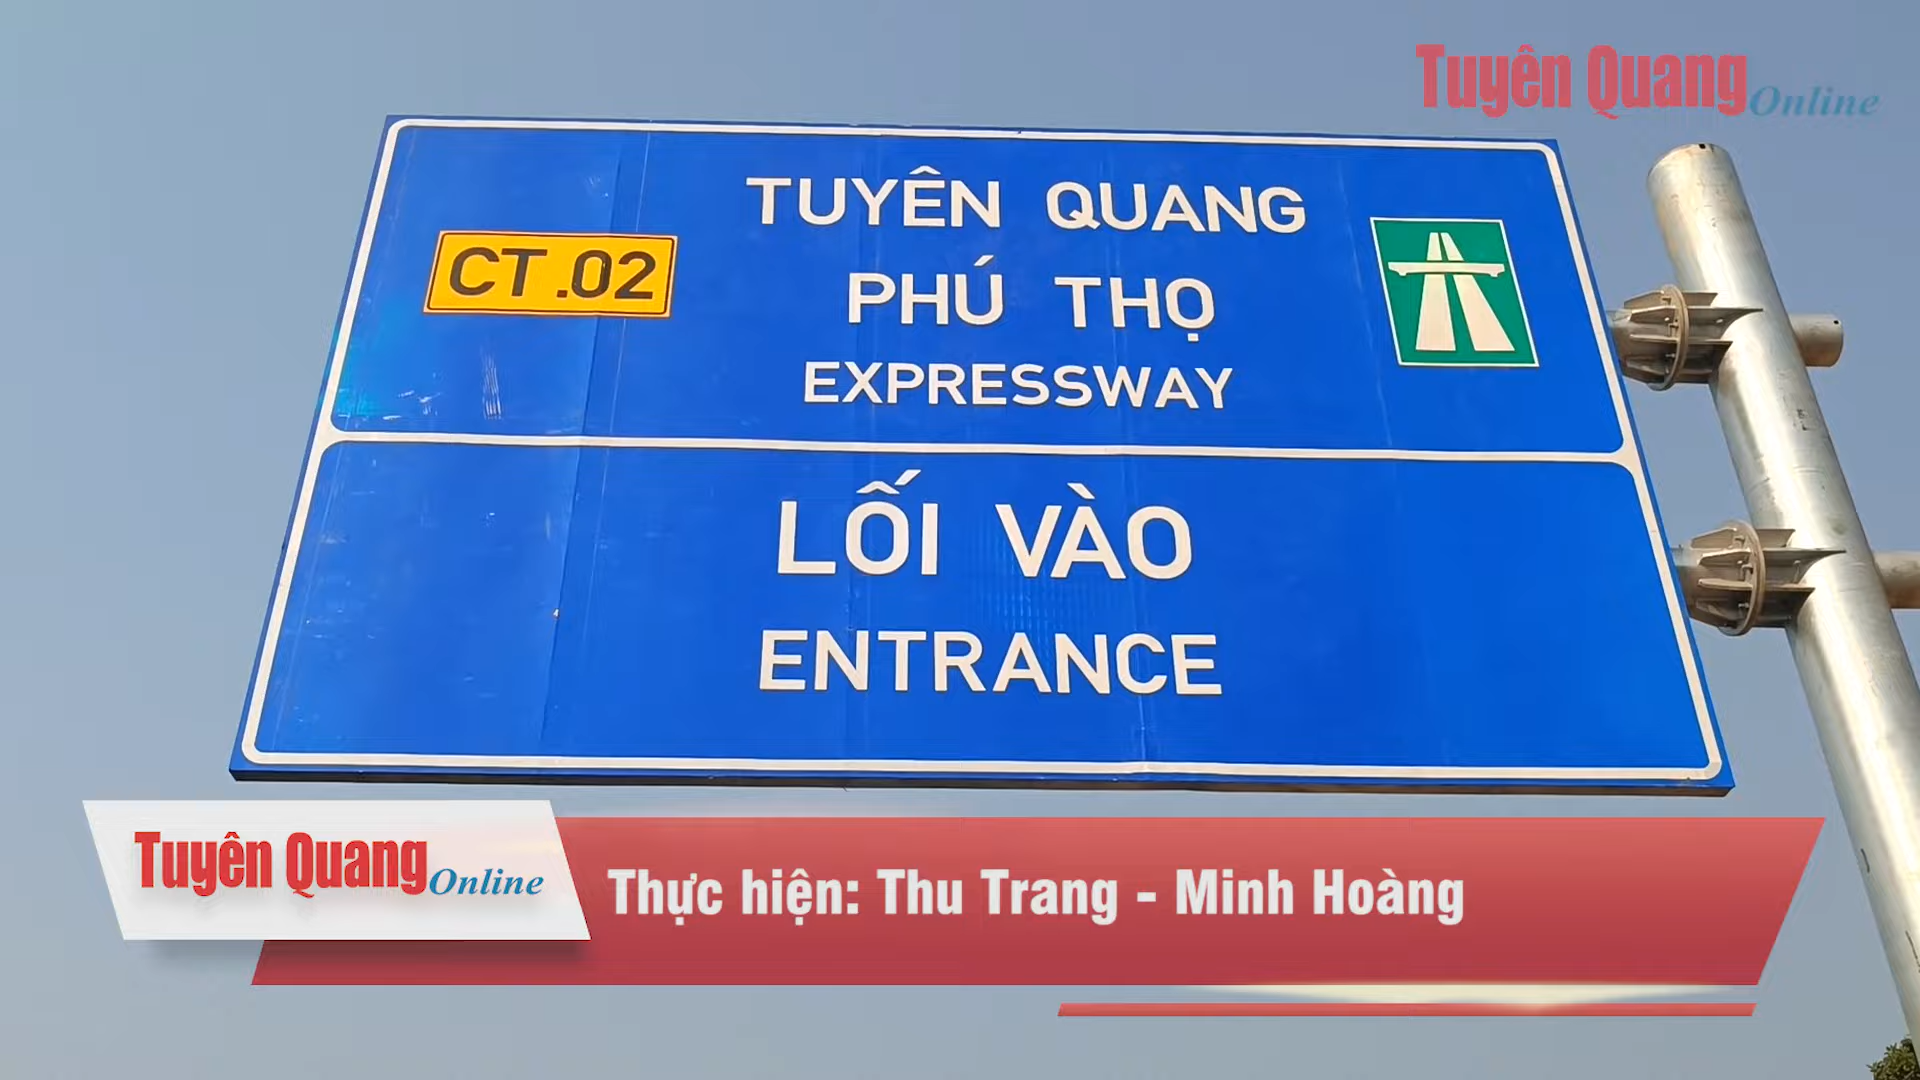 Tuyên Quang Online
TUYÊN QUANG
CT.02
PHÚ THỌ
EXPRESSWAY
LỐI VÀO
ENTRANCE
Tuyên Quang Online
Thực hiện: Thu Trang - Minh Hoàng